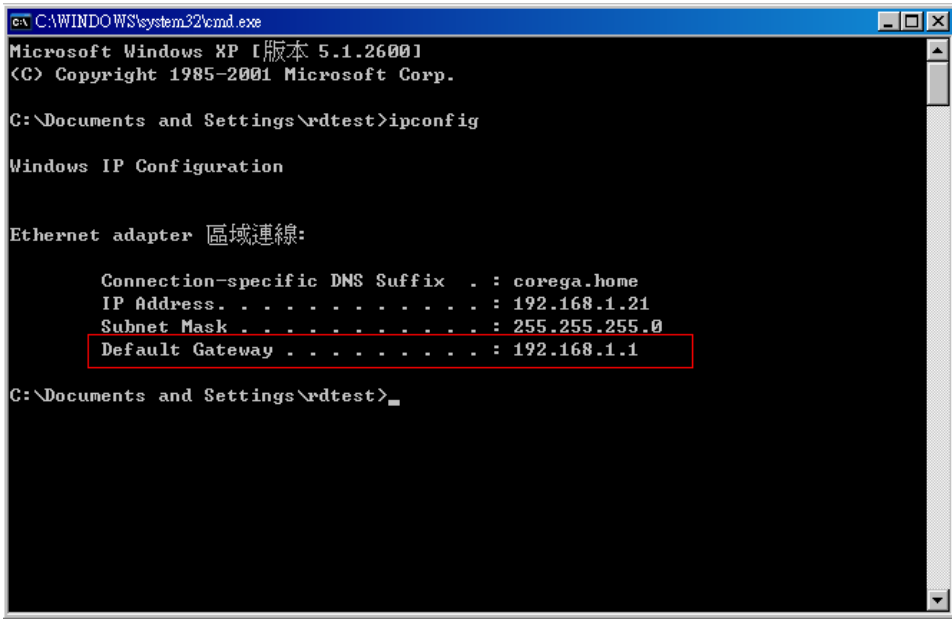 C:\WINDOWS\system32\cmd.exe
Microsoft Windows XP [版本 5.1.2600]
(C) Copyright 1985-2001 Microsoft Corp.
C:\Documents and Settings\rdtest>ipconfig
Windows IP Configuration
Ethernet adapter 區域連線:
Connection-specific DNS Suffix  . : corega.home
IP Address. . . . . . . . . . . . : 192.168.1.21
Subnet Mask . . . . . . . . . . . : 255.255.255.0
Default Gateway . . . . . . . . . : 192.168.1.1
C:\Documents and Settings\rdtest>_